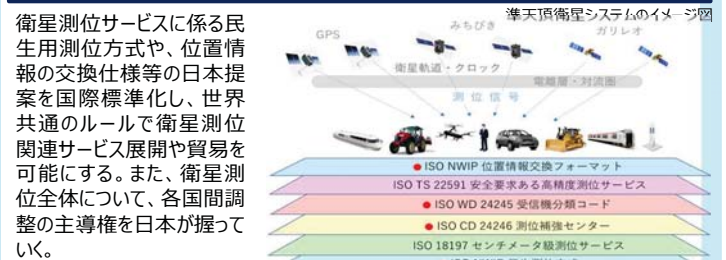 衛星測位サービスに係る民
生用測位方式や、位置情
報の交換仕様等の日本提
案を国際標準化し、世界
共通のルールで衛星測位
関連サービス展開や貿易を
可能にする。また、衛星測
位全体について、各国間調
整の主導権を日本が握って
いく。
準天頂衛星システムのイメージ図
GPS
みちびき
ガリレオ
衛星軌道・クロック
電離層・対流圏
測位信号
●ISO NWIP 位置情報交換フォーマット
ISO TS 22591 安全要求ある高精度測位サービス
●ISO WD 24245 受信機分類コード
●ISO CD 24246 測位補強センター
ISO 18197 センチメータ級測位サービス